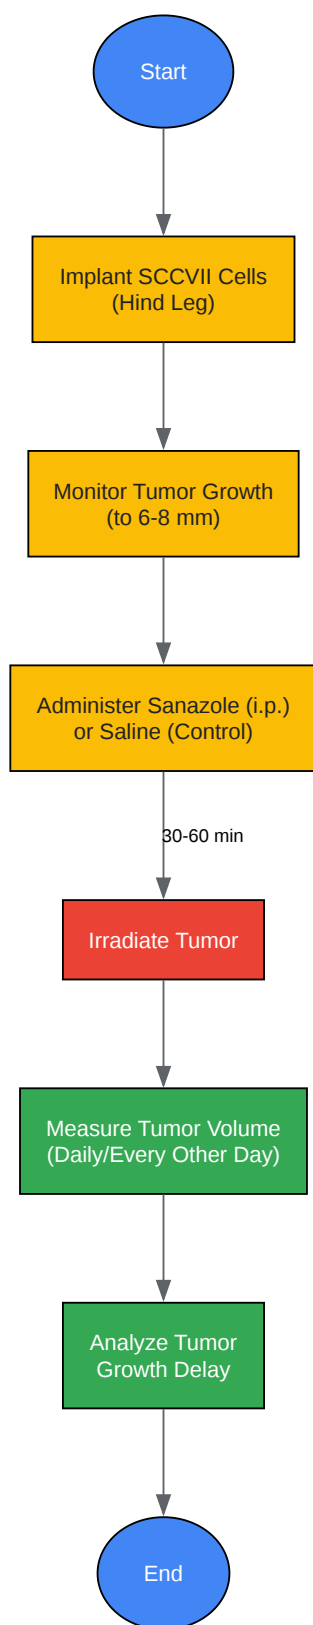 Start
Implant SCCVII Cells
(Hind Leg)
Monitor Tumor Growth
(to 6-8 mm)
Administer Sanazole (i.p.)
or Saline (Control)
30-60 min
Irradiate Tumor
Measure Tumor Volume
(Daily/Every Other Day)
Analyze Tumor
Growth Delay
End